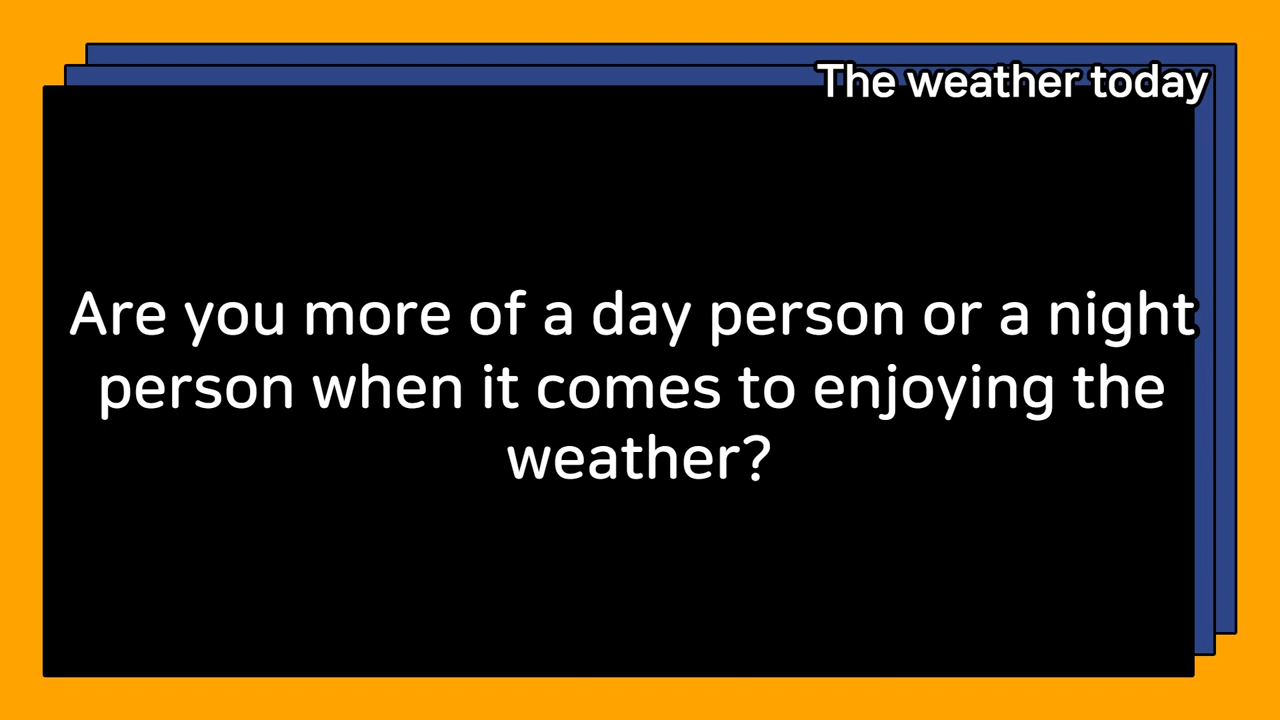 The weather today
Are you more of a day person or a night
person when it comes to enjoying the
weather?